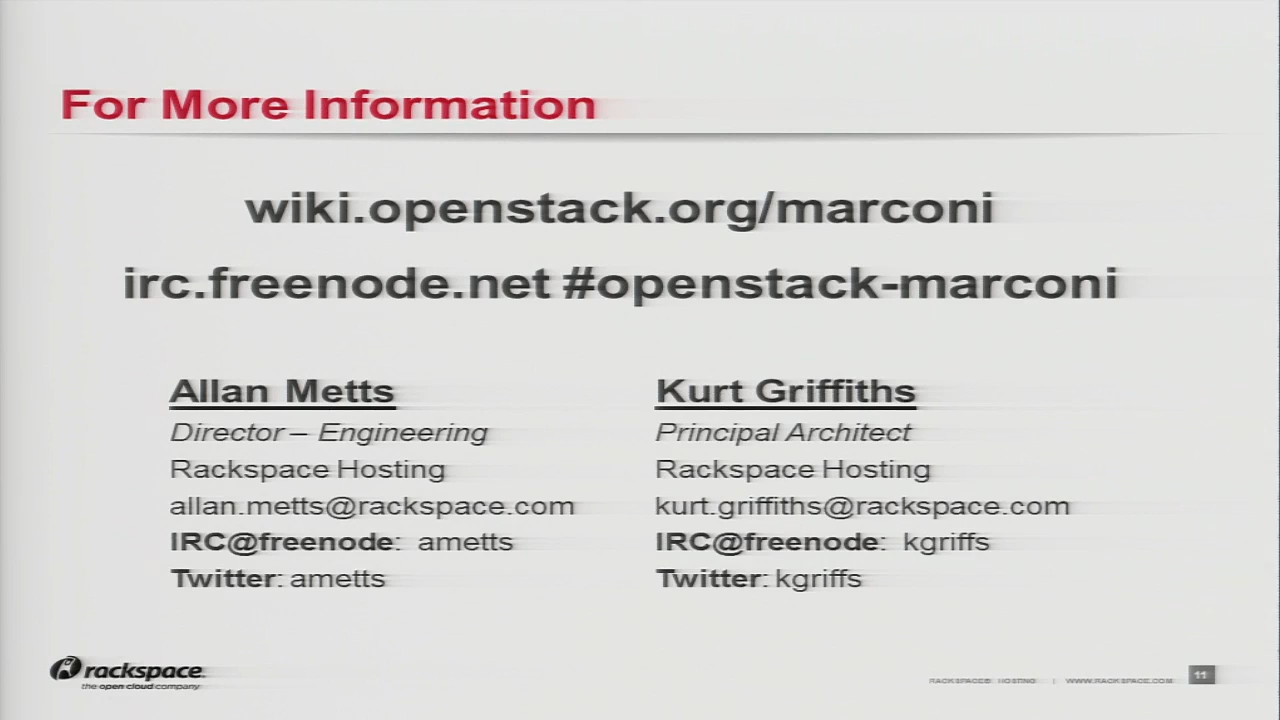 For More Information
wiki.openstack.org/marconi
irc.freenode.net #openstack-marconi
Allan Metts
Director – Engineering
Rackspace Hosting
allan.metts@rackspace.com
IRC@freenode: ametts
Twitter: ametts
Kurt Griffiths
Principal Architect
Rackspace Hosting
kurt.griffiths@rackspace.com
IRC@freenode: kgriffs
Twitter: kgriffs
rackspace.
the open cloud company
RACKSPACE® HOSTING | WWW.RACKSPACE.COM
11